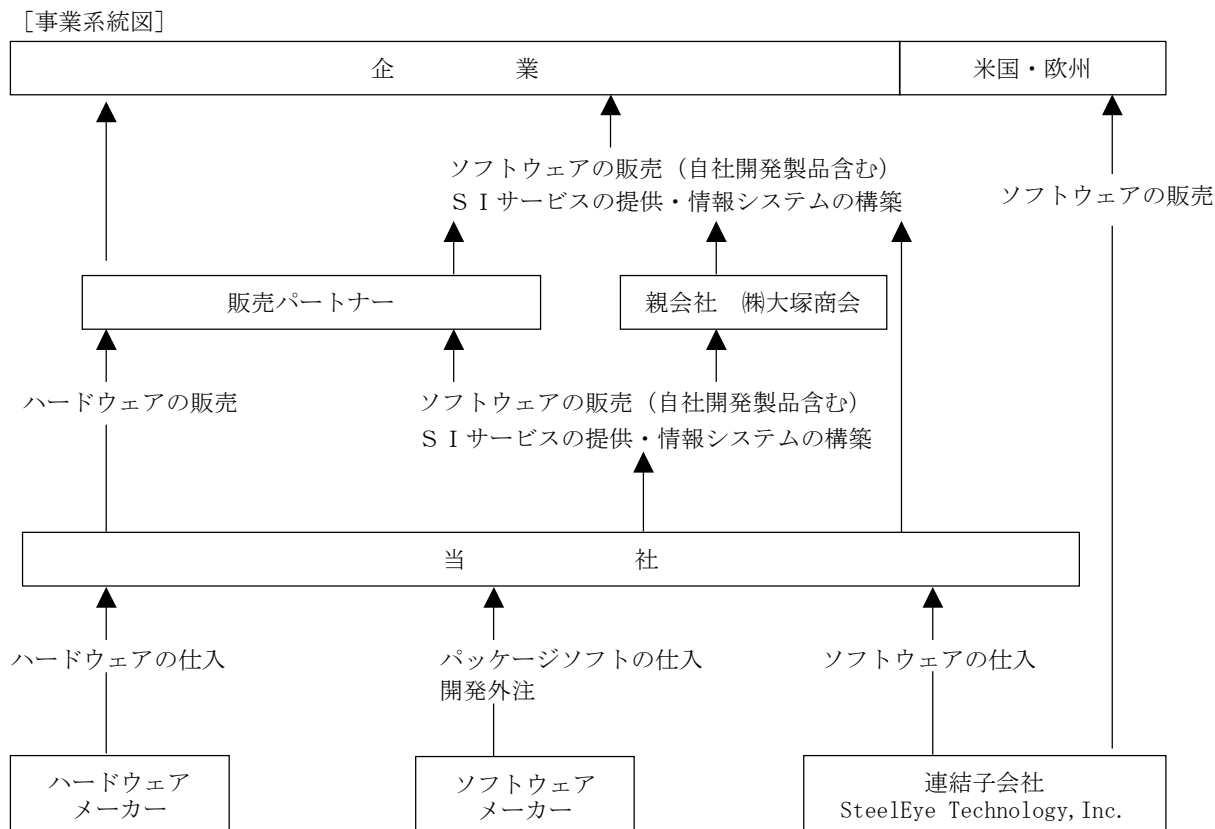 ［事業系統図］
企　　業
米国・欧州
ソフトウェアの販売（自社開発製品含む）
ＳＩサービスの提供・情報システムの構築
ソフトウェアの販売
販売パートナー
親会社　㈱大塚商会
ハードウェアの販売
ソフトウェアの販売（自社開発製品含む）
ＳＩサービスの提供・情報システムの構築
当　　社
ハードウェアの仕入
パッケージソフトの仕入
開発外注
ソフトウェアの仕入
ハードウェア
メーカー
ソフトウェア
メーカー
連結子会社
SteelEye Technology,Inc.